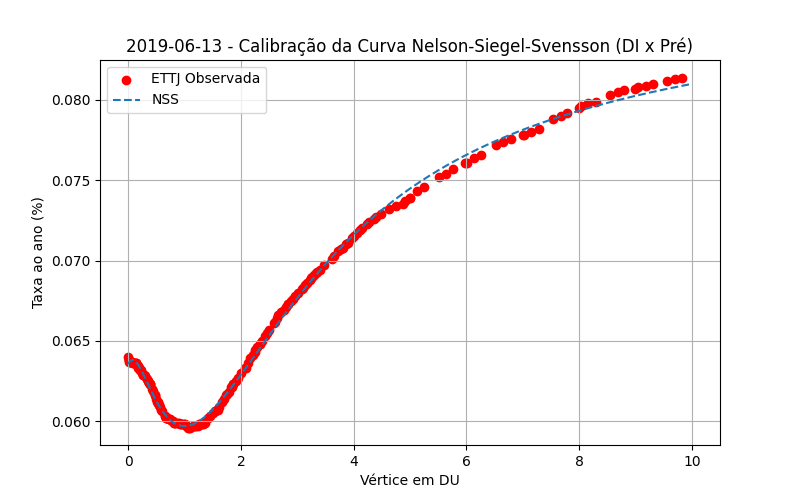 2019-06-13 - Calibração da Curva Nelson-Siegel-Svensson (DI x Pré)
ETTJ Observada
NSS
Taxa ao ano (%)
0.080
0.075
0.070
0.065
0.060
0 2 4 6 8 10
Vértice em DU